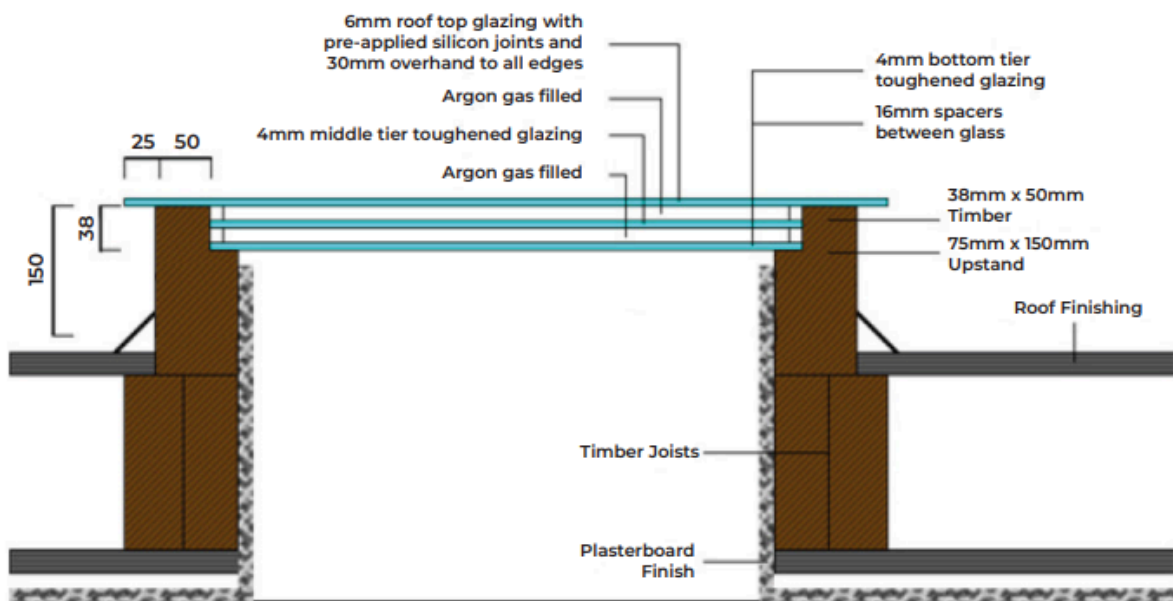 6mm roof top glazing with
pre-applied silicon joints and
30mm overhand to all edges
Argon gas filled
4mm middle tier toughened glazing
Argon gas filled
4mm bottom tier
toughened glazing
16mm spacers
between glass
25 50
38
150
38mm x 50mm
Timber
75mm x 150mm
Upstand
Roof Finishing
Timber Joists
Plasterboard
Finish